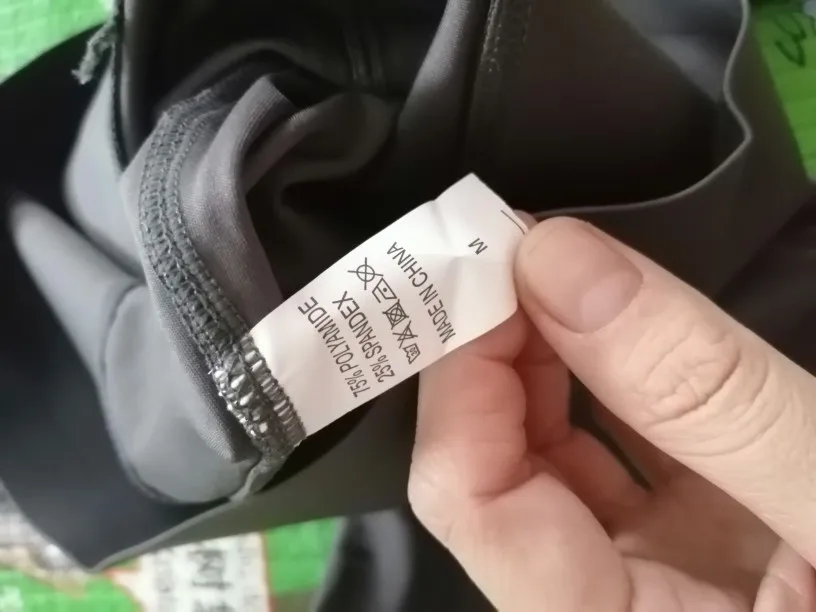 75% POLYAMIDE
25% SPANDEX
MADE IN CHINA
M